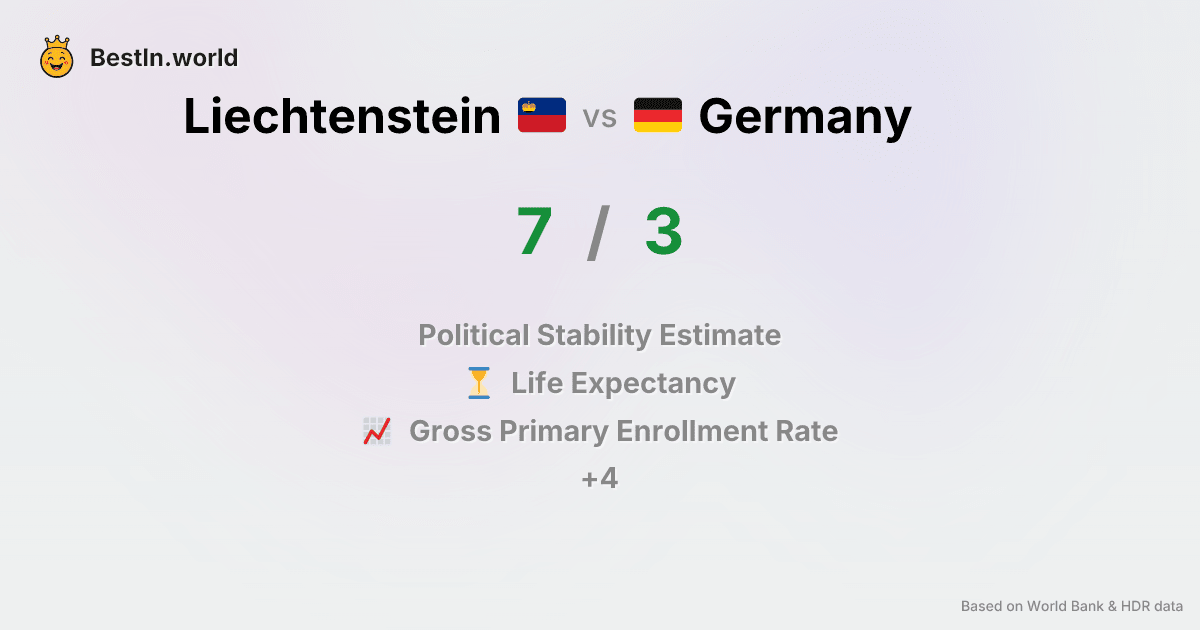 BestIn.world
Liechtenstein vs Germany
7 / 3
Political Stability Estimate
Life Expectancy
Gross Primary Enrollment Rate
+4
Based on World Bank & HDR data